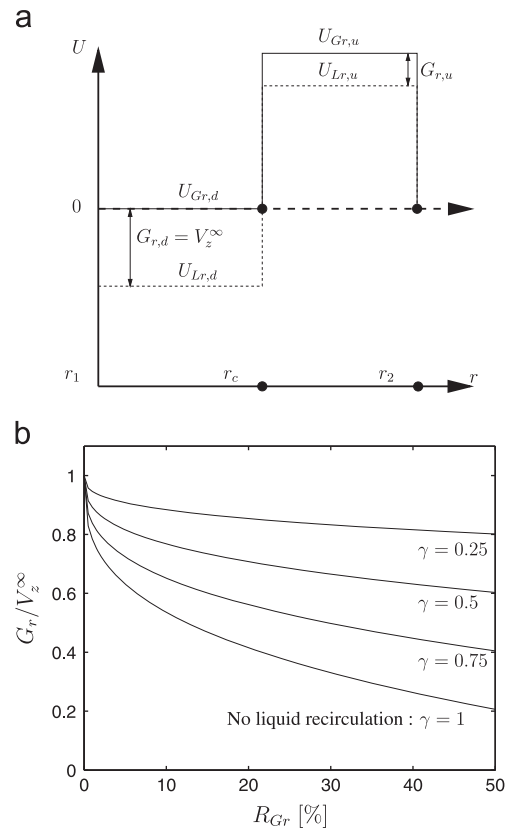 a
U
U_{Gr,u}
U_{Lr,u}
G_{r,u}
U_{Gr,d}
0
G_{r,d} = V_z^∞
U_{Lr,d}
r_1 r_c r_2 r
b
1
γ = 0.25
0.8
γ = 0.5
0.6
G_r/V_z^∞
γ = 0.75
0.4
No liquid recirculation : γ = 1
0.2
0
0 10 20 30 40 50
R_{Gr} [%]